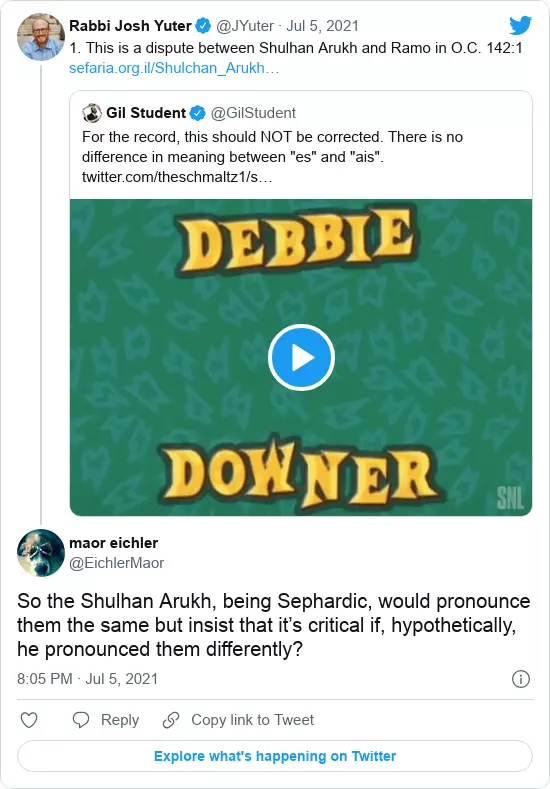 Rabbi Josh Yuter @JYuter · Jul 5, 2021
1. This is a dispute between Shulhan Arukh and Ramo in O.C. 142:1
sefaria.org.il/Shulchan_Arukh…
Gil Student @GilStudent
For the record, this should NOT be corrected. There is no
difference in meaning between "es" and "ais".
twitter.com/theschmaltz1/s…
DEBBIE
DOWNER
SNL
maor eichler
@EichlerMaor
So the Shulhan Arukh, being Sephardic, would pronounce
them the same but insist that it’s critical if, hypothetically,
he pronounced them differently?
8:05 PM · Jul 5, 2021
Reply
Copy link to Tweet
Explore what's happening on Twitter